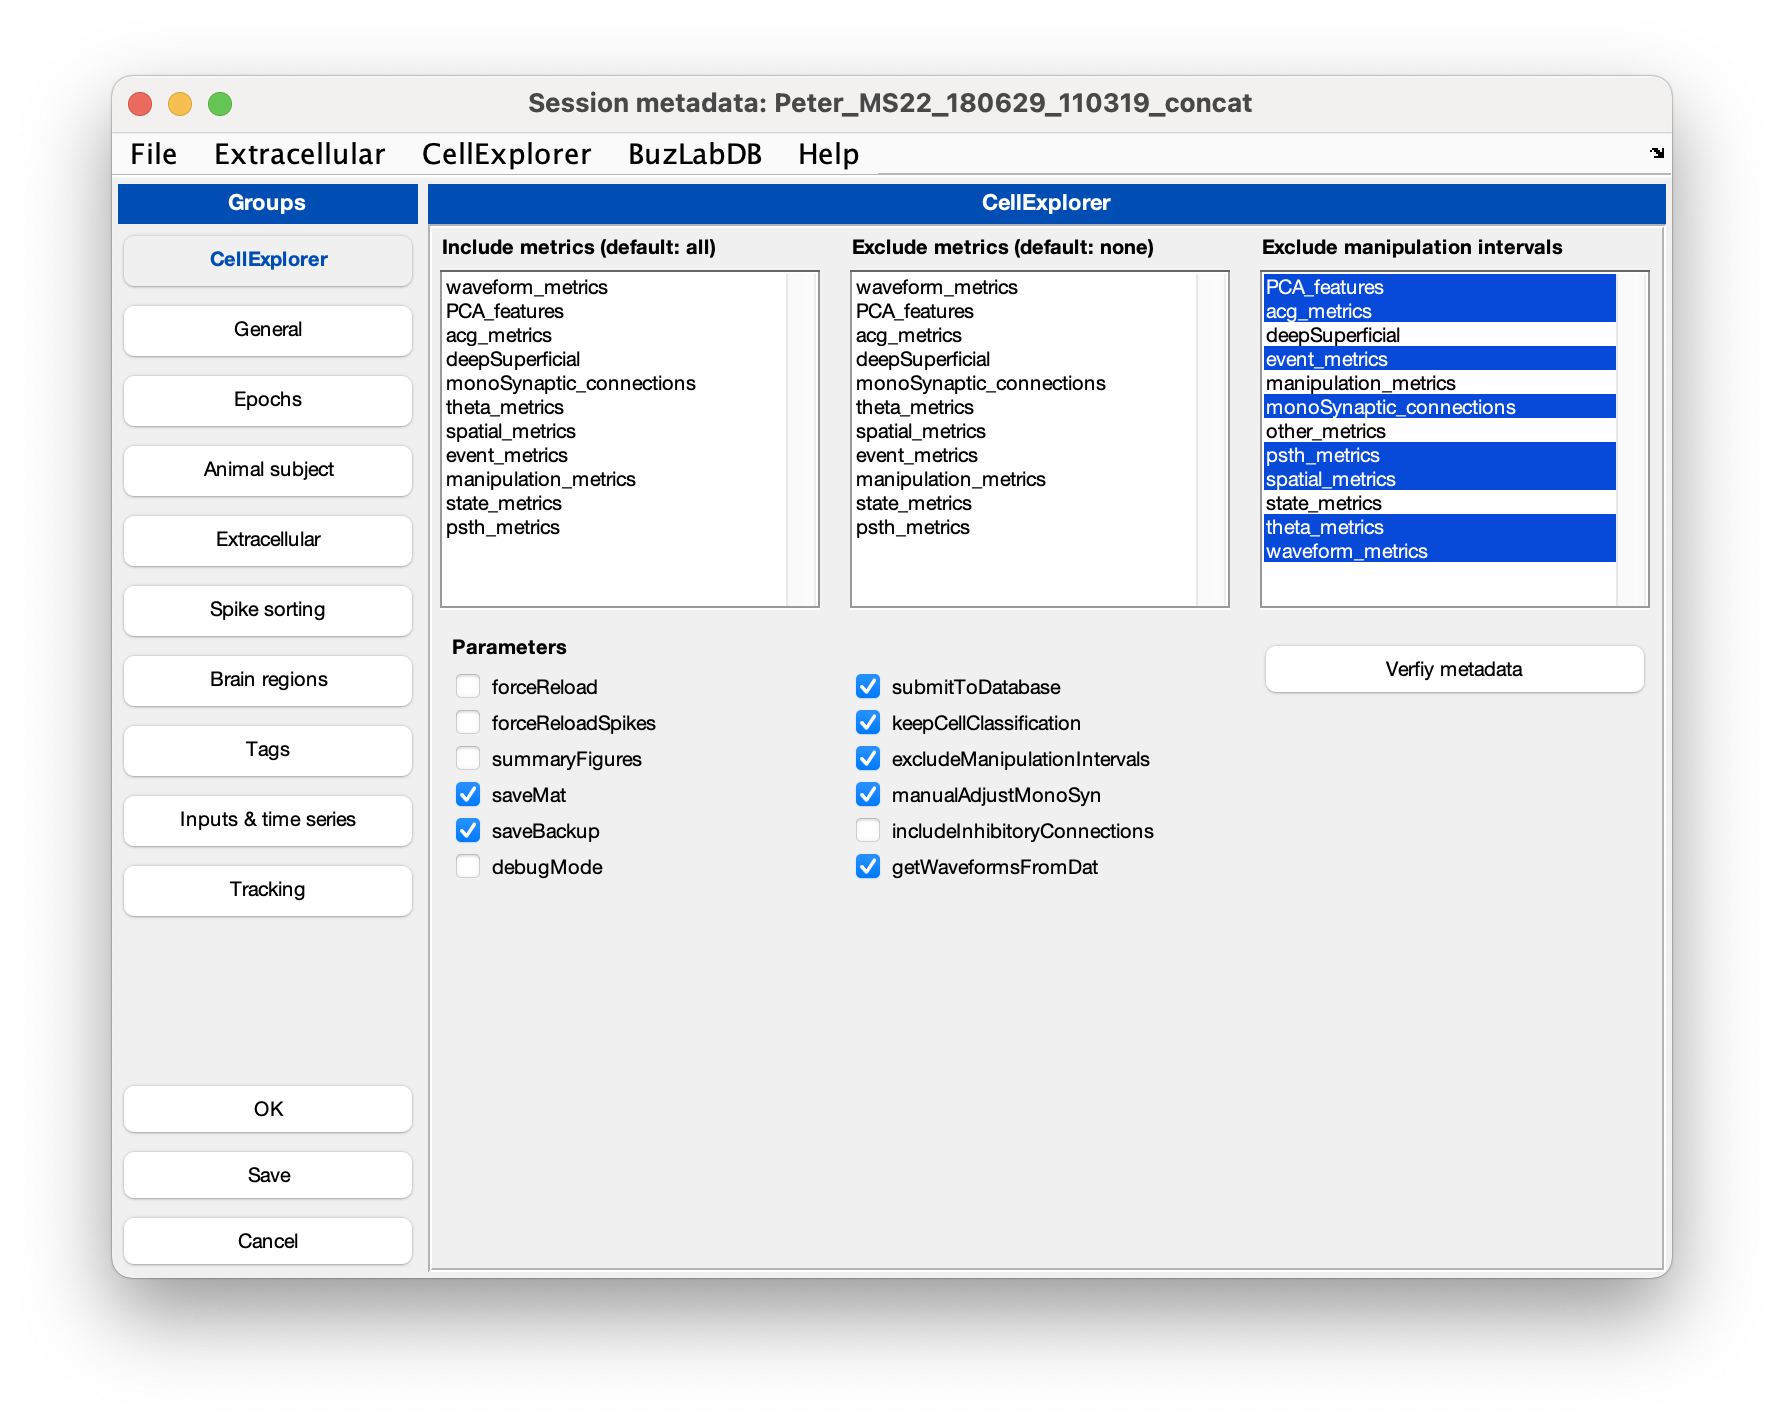 Session metadata: Peter_MS22_180629_110319_concat
File Extracellular CellExplorer BuzLabDB Help
Groups
CellExplorer
General
Epochs
Animal subject
Extracellular
Spike sorting
Brain regions
Tags
Inputs & time series
Tracking
OK
Save
Cancel
CellExplorer
Include metrics (default: all)
waveform_metrics
PCA_features
acg_metrics
deepSuperficial
monoSynaptic_connections
theta_metrics
spatial_metrics
event_metrics
manipulation_metrics
state_metrics
psth_metrics
Exclude metrics (default: none)
waveform_metrics
PCA_features
acg_metrics
deepSuperficial
monoSynaptic_connections
theta_metrics
spatial_metrics
event_metrics
manipulation_metrics
state_metrics
psth_metrics
Exclude manipulation intervals
PCA_features
acg_metrics
deepSuperficial
event_metrics
manipulation_metrics
monoSynaptic_connections
other_metrics
psth_metrics
spatial_metrics
state_metrics
theta_metrics
waveform_metrics
Parameters
forceReload
forceReloadSpikes
summaryFigures
saveMat
saveBackup
debugMode
submitToDatabase
keepCellClassification
excludeManipulationIntervals
manualAdjustMonoSyn
includeInhibitoryConnections
getWaveformsFromDat
Verfiy metadata